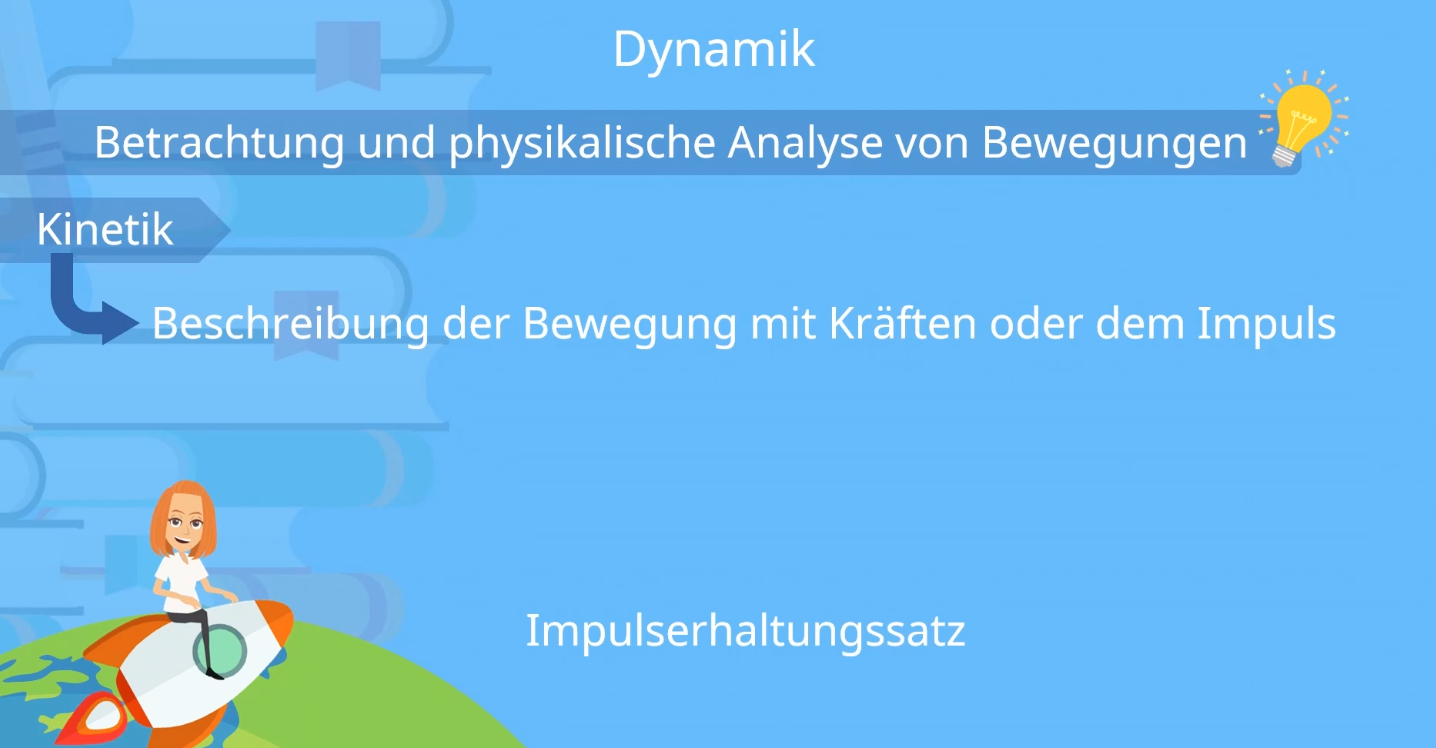 Dynamik
Betrachtung und physikalische Analyse von Bewegungen
Kinetik
Beschreibung der Bewegung mit Kräften oder dem Impuls
Impulserhaltungssatz